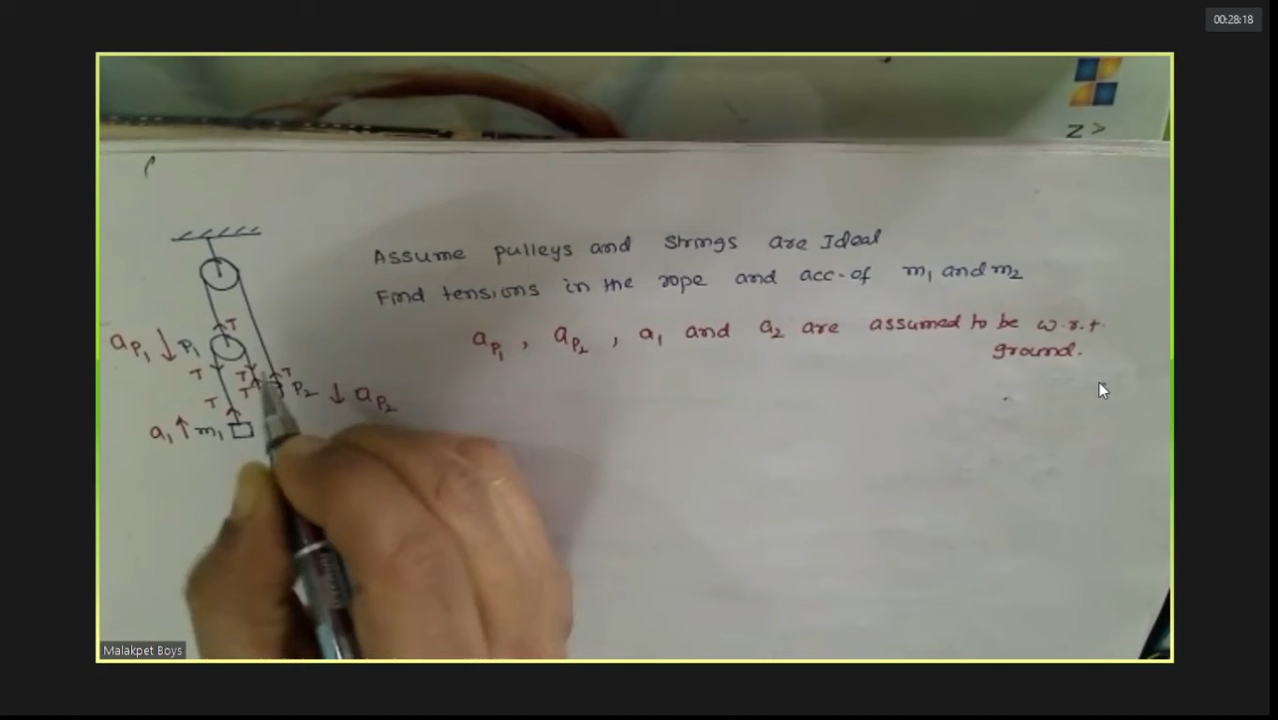 00:28:18
Z >
Assume pulleys and strings are Ideal
Find tensions in the rope and acc. of m1 and m2
aP1, aP2, a1 and a2 are assumed to be w.r.t.
ground.
T
aP1 ↓ P1
T T T
T P2 ↓ aP2
T
a1 ↑ m1
Malakpet Boys